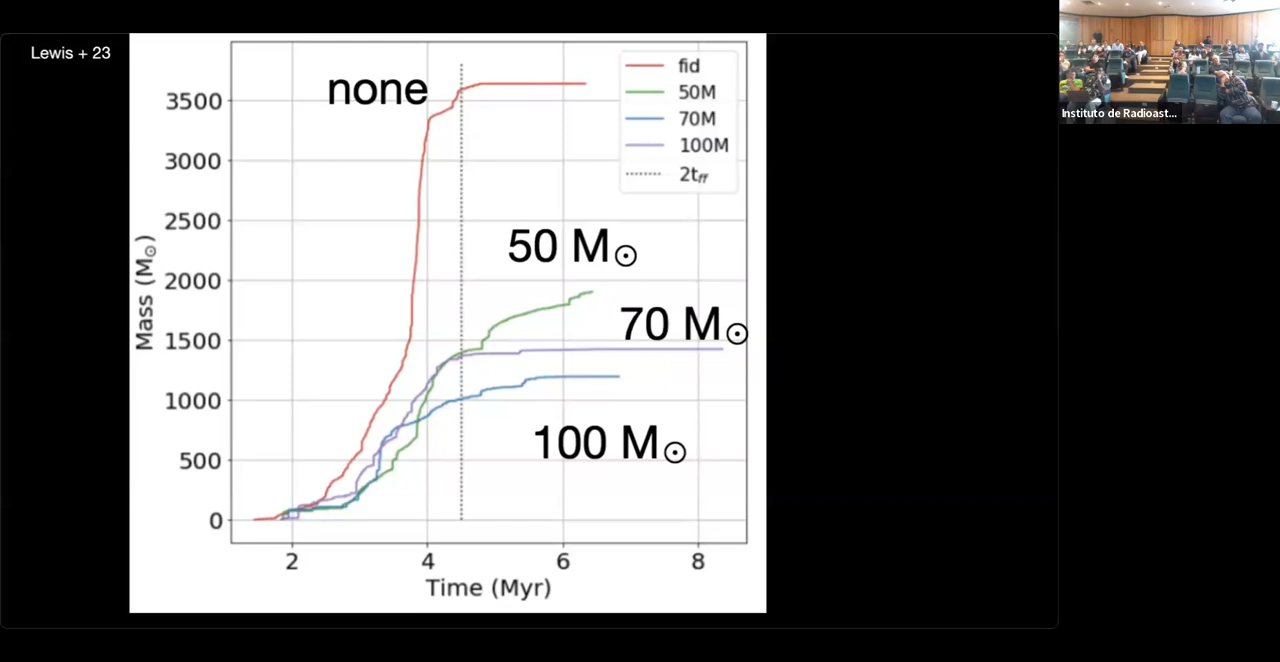 Lewis + 23
none
fid
50M
70M
100M
2t_ff
50 M⊙
70 M⊙
100 M⊙
3500
3000
2500
2000
1500
1000
500
0
Mass (M⊙)
2 4 6 8
Time (Myr)
Instituto de Radioast...